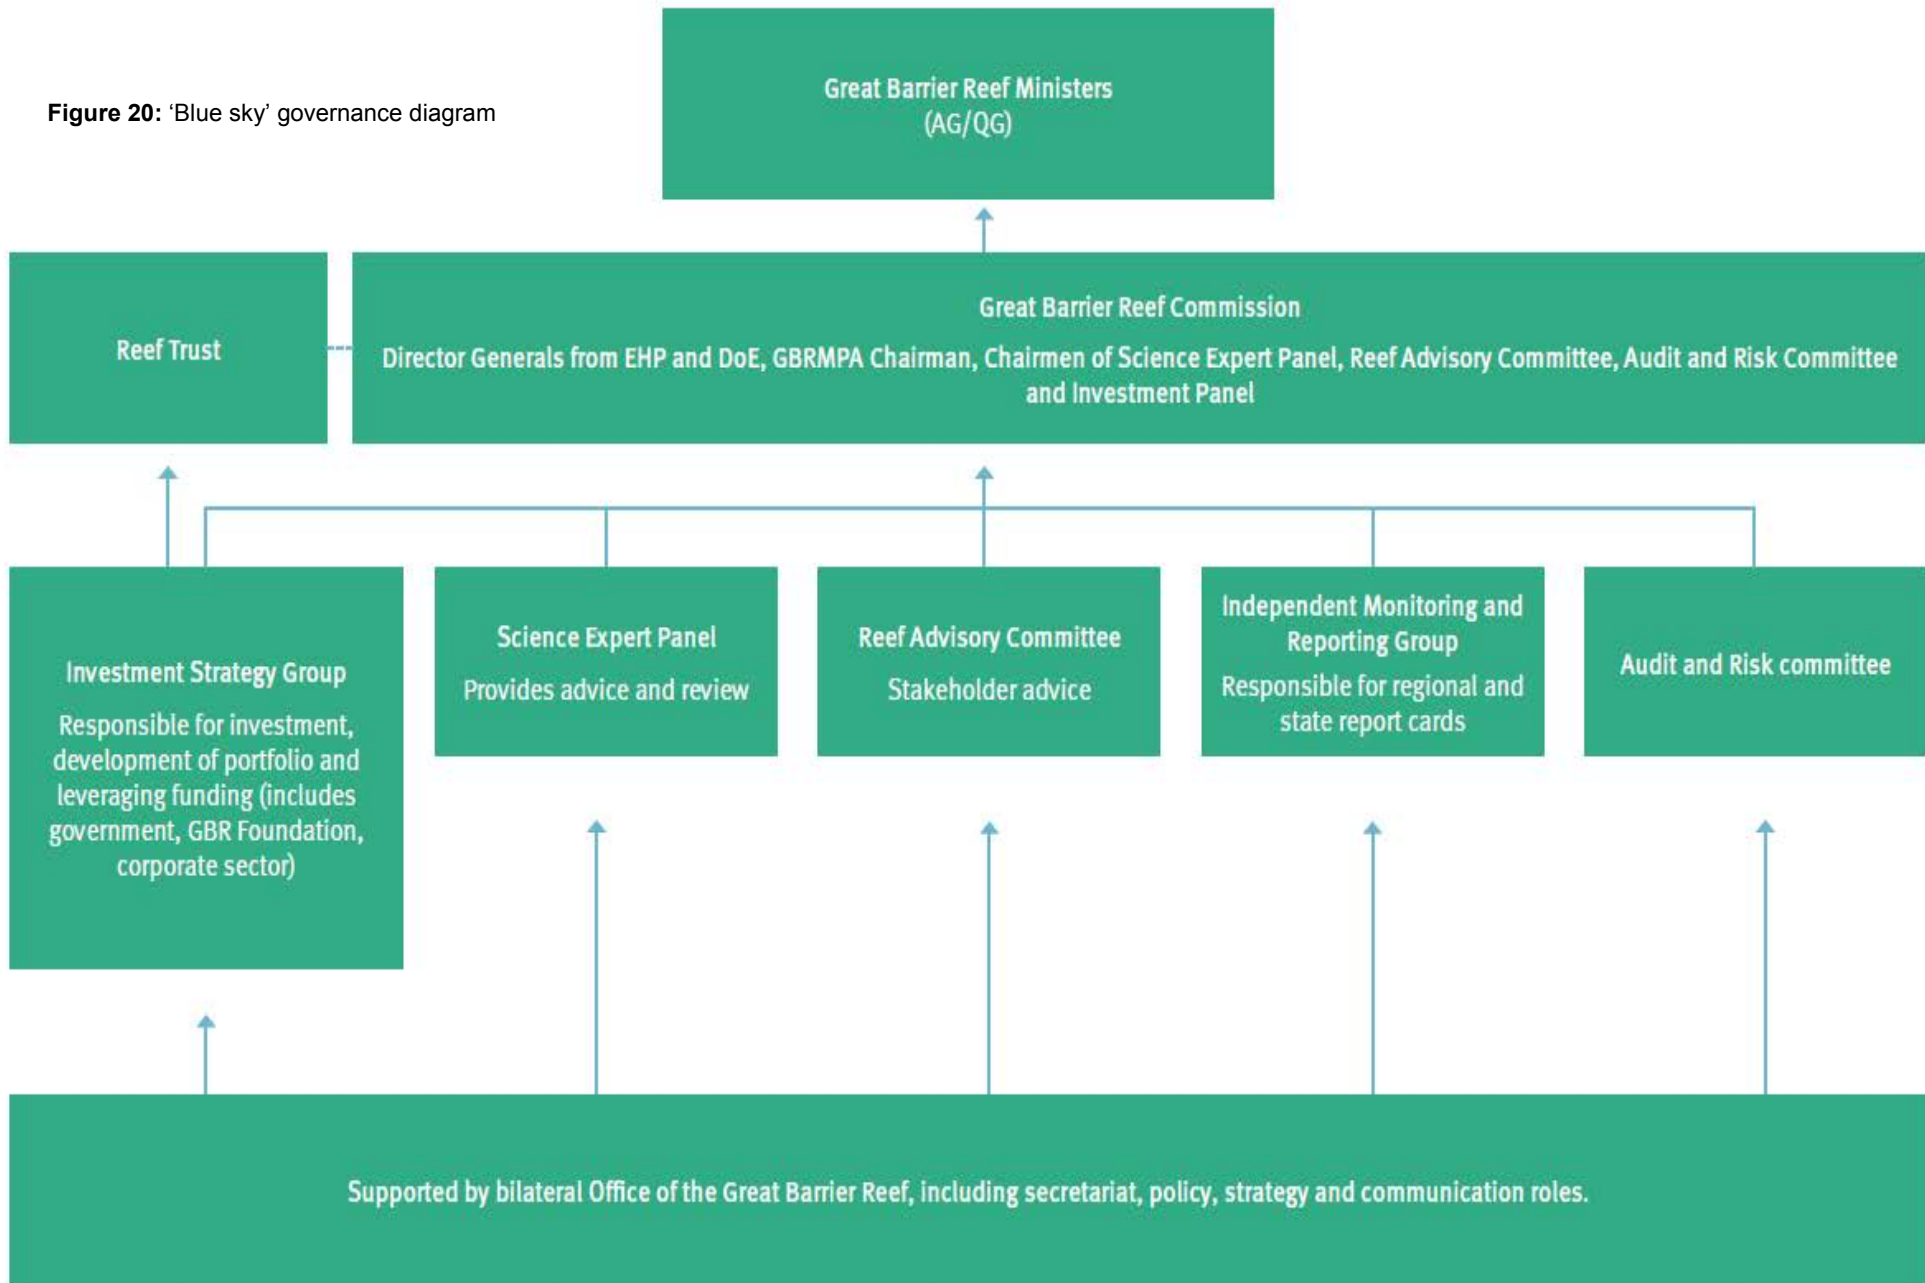 Great Barrier Reef Ministers
(AG/QG)
Figure 20: ‘Blue sky’ governance diagram
Reef Trust
Great Barrier Reef Commission
Director Generals from EHP and DoE, GBRMPA Chairman, Chairmen of Science Expert Panel, Reef Advisory Committee, Audit and Risk Committee
and Investment Panel
Investment Strategy Group
Responsible for investment,
development of portfolio and
leveraging funding (includes
government, GBR Foundation,
corporate sector)
Science Expert Panel
Provides advice and review
Reef Advisory Committee
Stakeholder advice
Independent Monitoring and
Reporting Group
Responsible for regional and
state report cards
Audit and Risk committee
Supported by bilateral Office of the Great Barrier Reef, including secretariat, policy, strategy and communication roles.